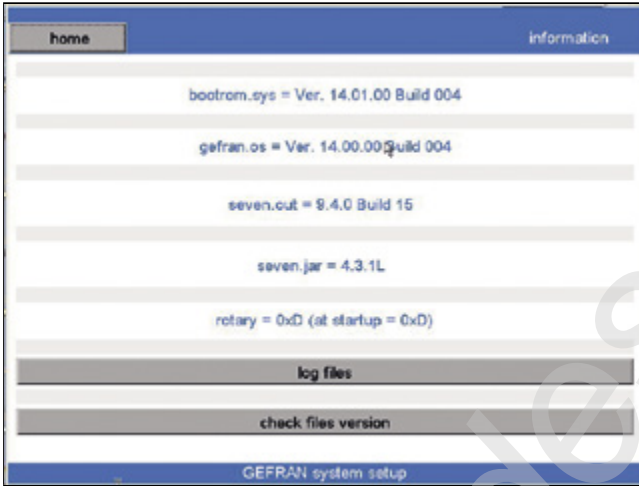 home
information
bootrom.sys = Ver. 14.01.00 Build 004
gefran.os = Ver. 14.00.00 Build 004
seven.out = 9.4.0 Build 15
seven.jar = 4.3.1L
rotary = 0xD (at startup = 0xD)
log files
check files version
GEFRAN system setup